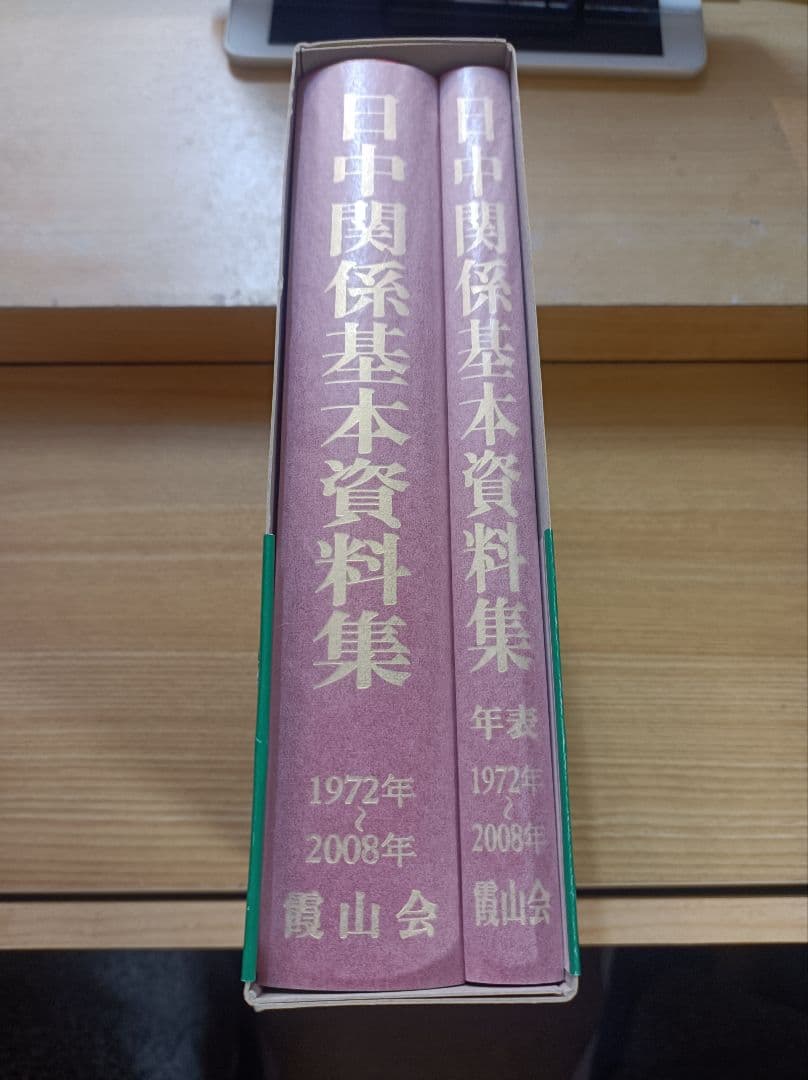 日中関係基本資料集
1972年
～
2008年
霞山会
日中関係基本資料集
年表
1972年
～
2008年
霞山会